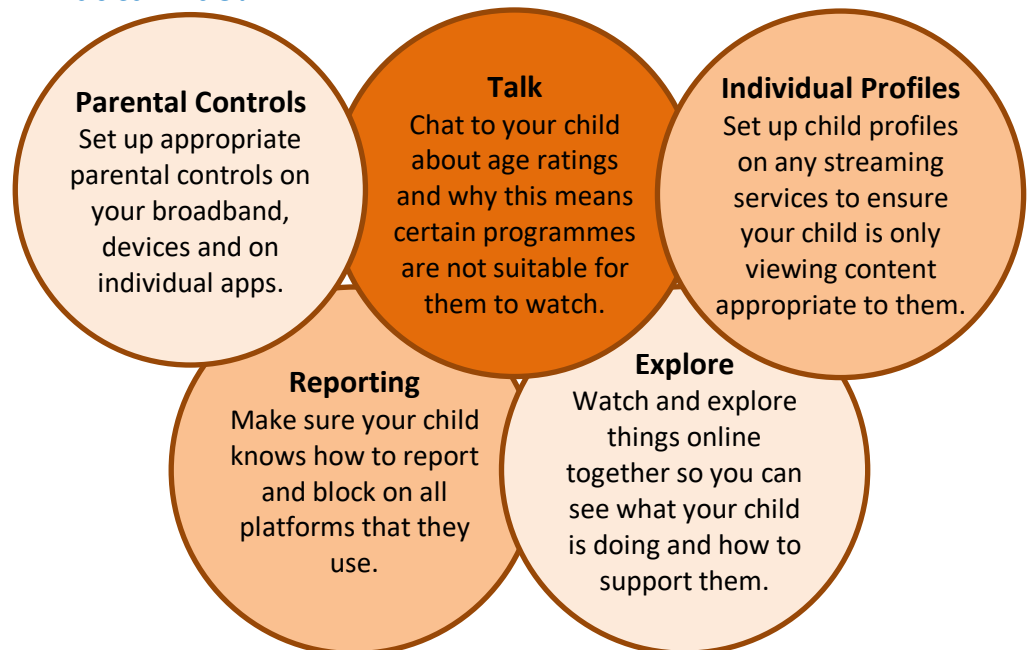 Parental Controls
Set up appropriate
parental controls on
your broadband,
devices and on
individual apps.
Talk
Chat to your child
about age ratings
and why this means
certain programmes
are not suitable for
them to watch.
Individual Profiles
Set up child profiles
on any streaming
services to ensure
your child is only
viewing content
appropriate to them.
Reporting
Make sure your child
knows how to report
and block on all
platforms that they
use.
Explore
Watch and explore
things online
together so you can
see what your child
is doing and how to
support them.